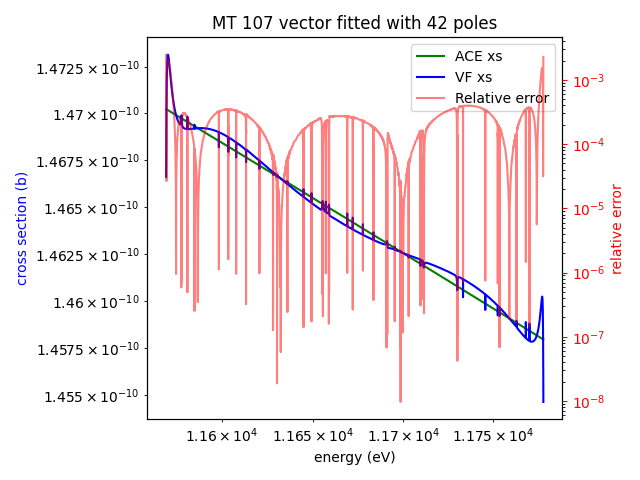 MT 107 vector fitted with 42 poles
ACE xs
VF xs
Relative error
1.4725 × 10⁻¹⁰
1.47 × 10⁻¹⁰
1.4675 × 10⁻¹⁰
1.465 × 10⁻¹⁰
1.4625 × 10⁻¹⁰
1.46 × 10⁻¹⁰
1.4575 × 10⁻¹⁰
1.455 × 10⁻¹⁰
cross section (b)
10⁻³
10⁻⁴
10⁻⁵
10⁻⁶
10⁻⁷
10⁻⁸
relative error
1.16 × 10⁴ 1.165 × 10⁴ 1.17 × 10⁴ 1.175 × 10⁴
energy (eV)